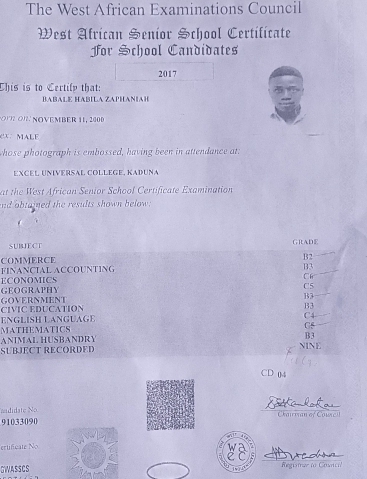 The West African Examinations Council
West African Senior School Certificate
For School Candidates
2017
This is to Certify that:
BABALE HABILA ZAPHANIAH
orn on: NOVEMBER 11, 2000
ex: MALE
whose photograph is embossed, having been in attendance at:
EXCEL UNIVERSAL COLLEGE, KADUNA
at the West African Senior School Certificate Examination
nd obtained the results shown below:
SUBJECT GRADE
COMMERCE B2
FINANCIAL ACCOUNTING B3
ECONOMICS C6
GEOGRAPHY C5
GOVERNMENT B3
CIVIC EDUCATION B3
ENGLISH LANGUAGE C4
MATHEMATICS C5
ANIMAL HUSBANDRY B3
SUBJECT RECORDED NINE
CD 04
Chairman of Council
andidate No.
91033090
ertificate No.
GWASSCS
waec
Registrar to Council